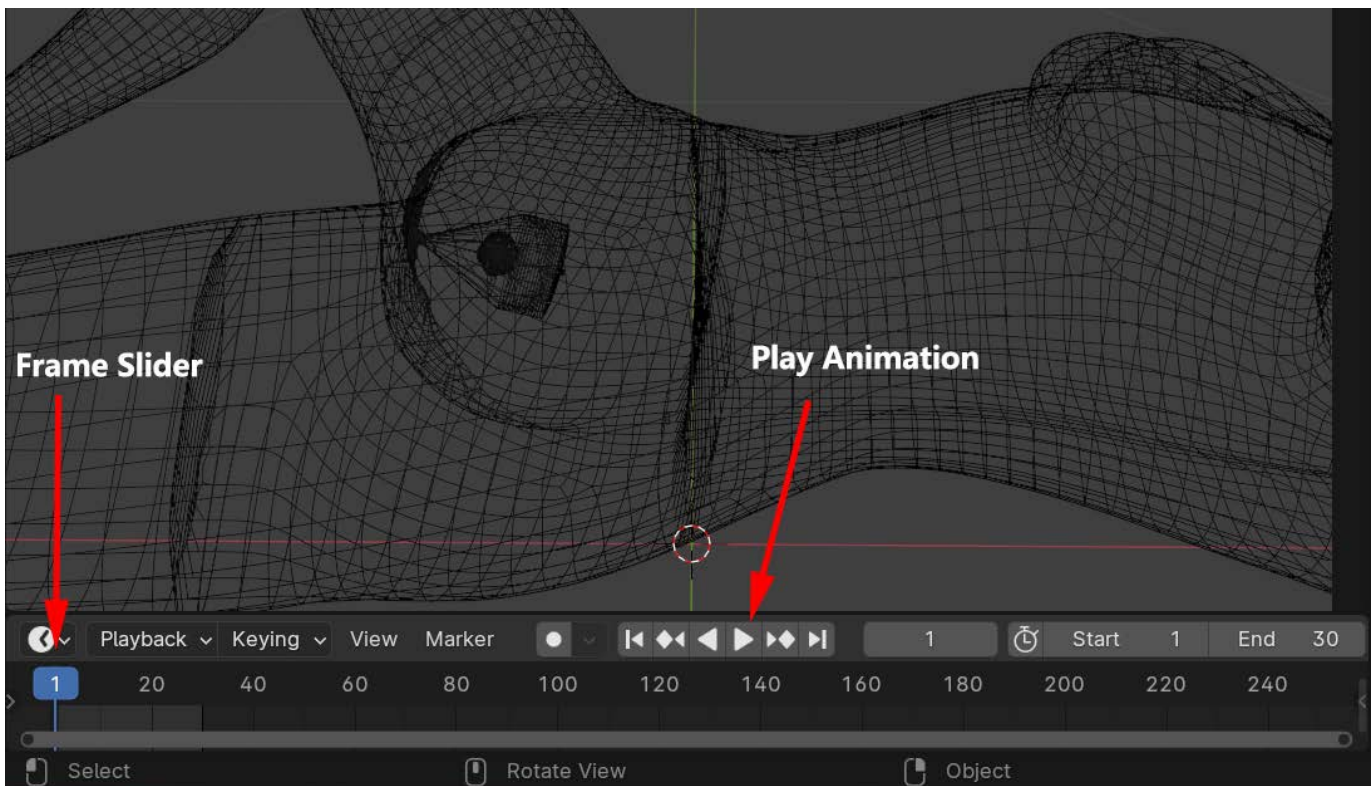 Frame Slider
Play Animation
Playback Keying View Marker 1 Start 1 End 30
1 20 40 60 80 100 120 140 160 180 200 220 240
Select Rotate View Object